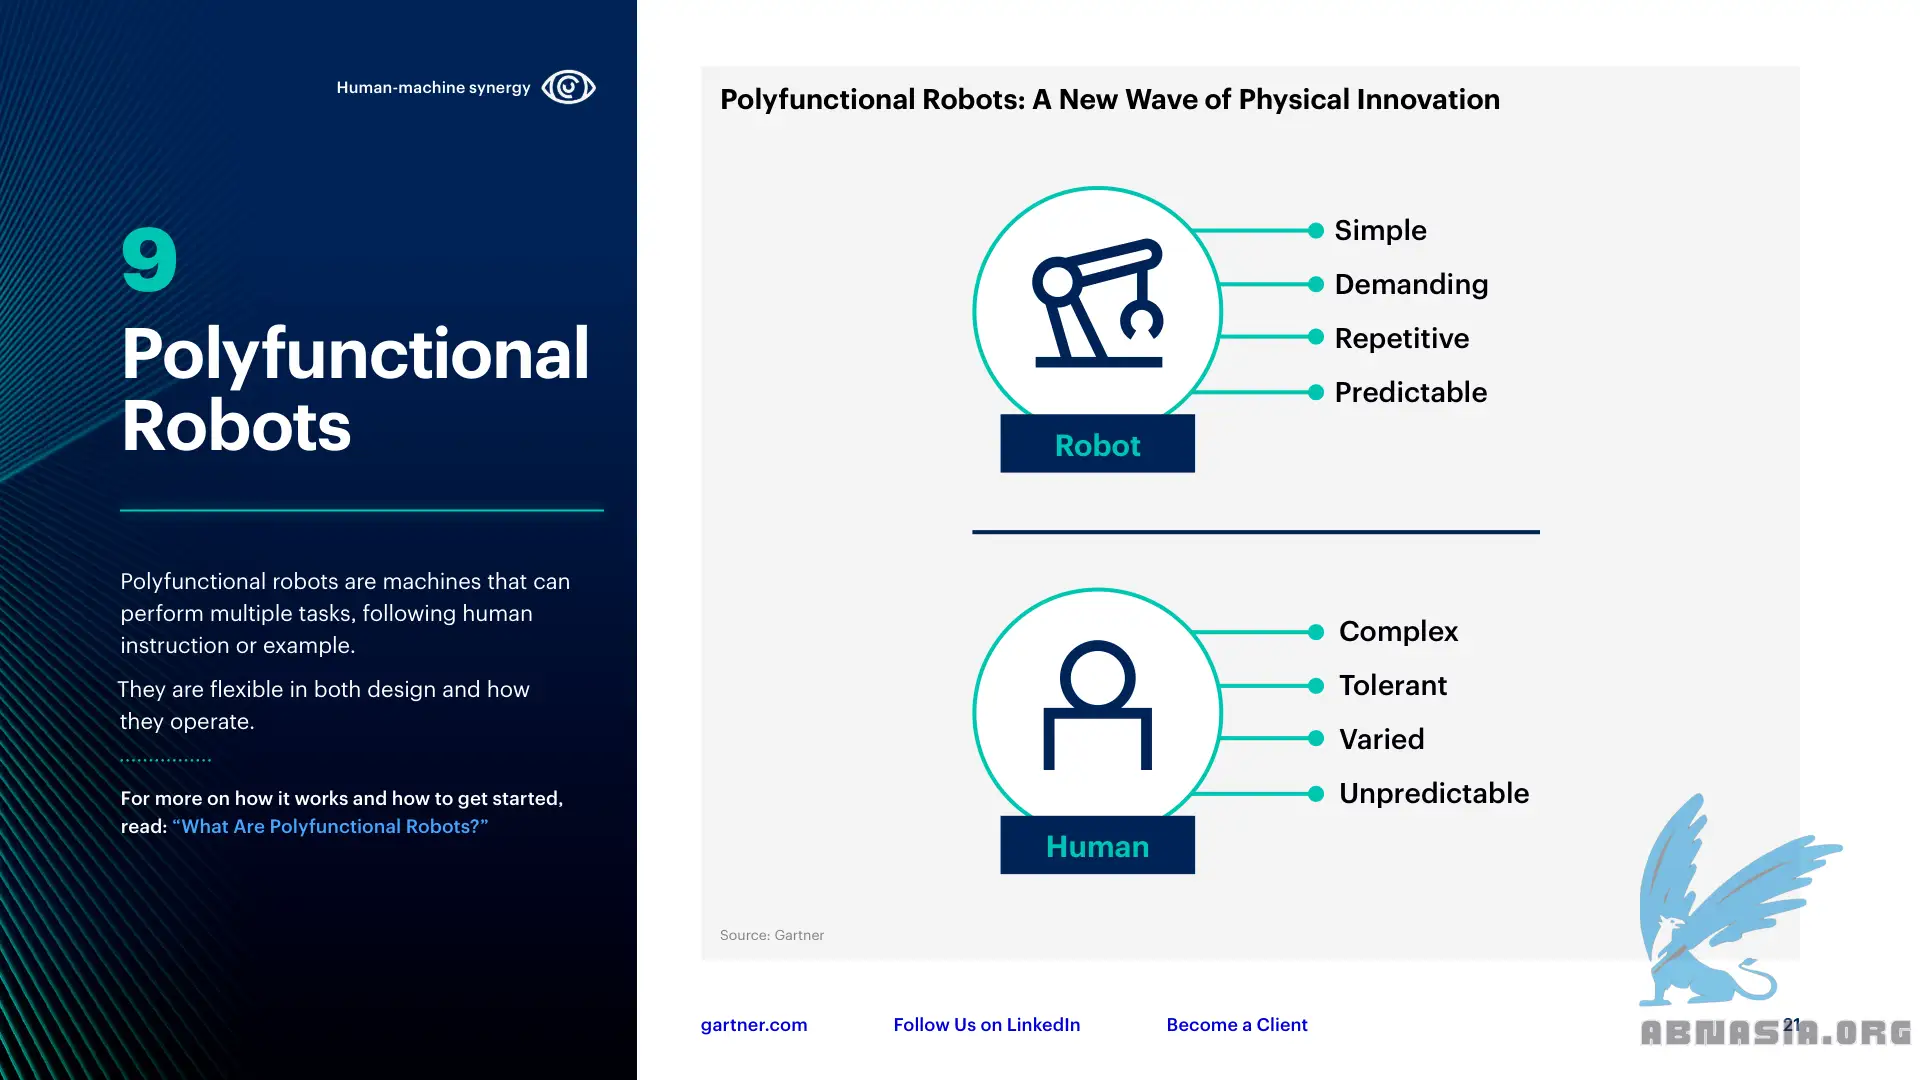 Human-machine synergy
9
Polyfunctional
Robots
Polyfunctional robots are machines that can
perform multiple tasks, following human
instruction or example.
They are flexible in both design and how
they operate.
For more on how it works and how to get started,
read: “What Are Polyfunctional Robots?”
Polyfunctional Robots: A New Wave of Physical Innovation
Simple
Demanding
Repetitive
Predictable
Robot
Complex
Tolerant
Varied
Unpredictable
Human
Source: Gartner
gartner.com
Follow Us on LinkedIn
Become a Client
21
ABNASIA.ORG